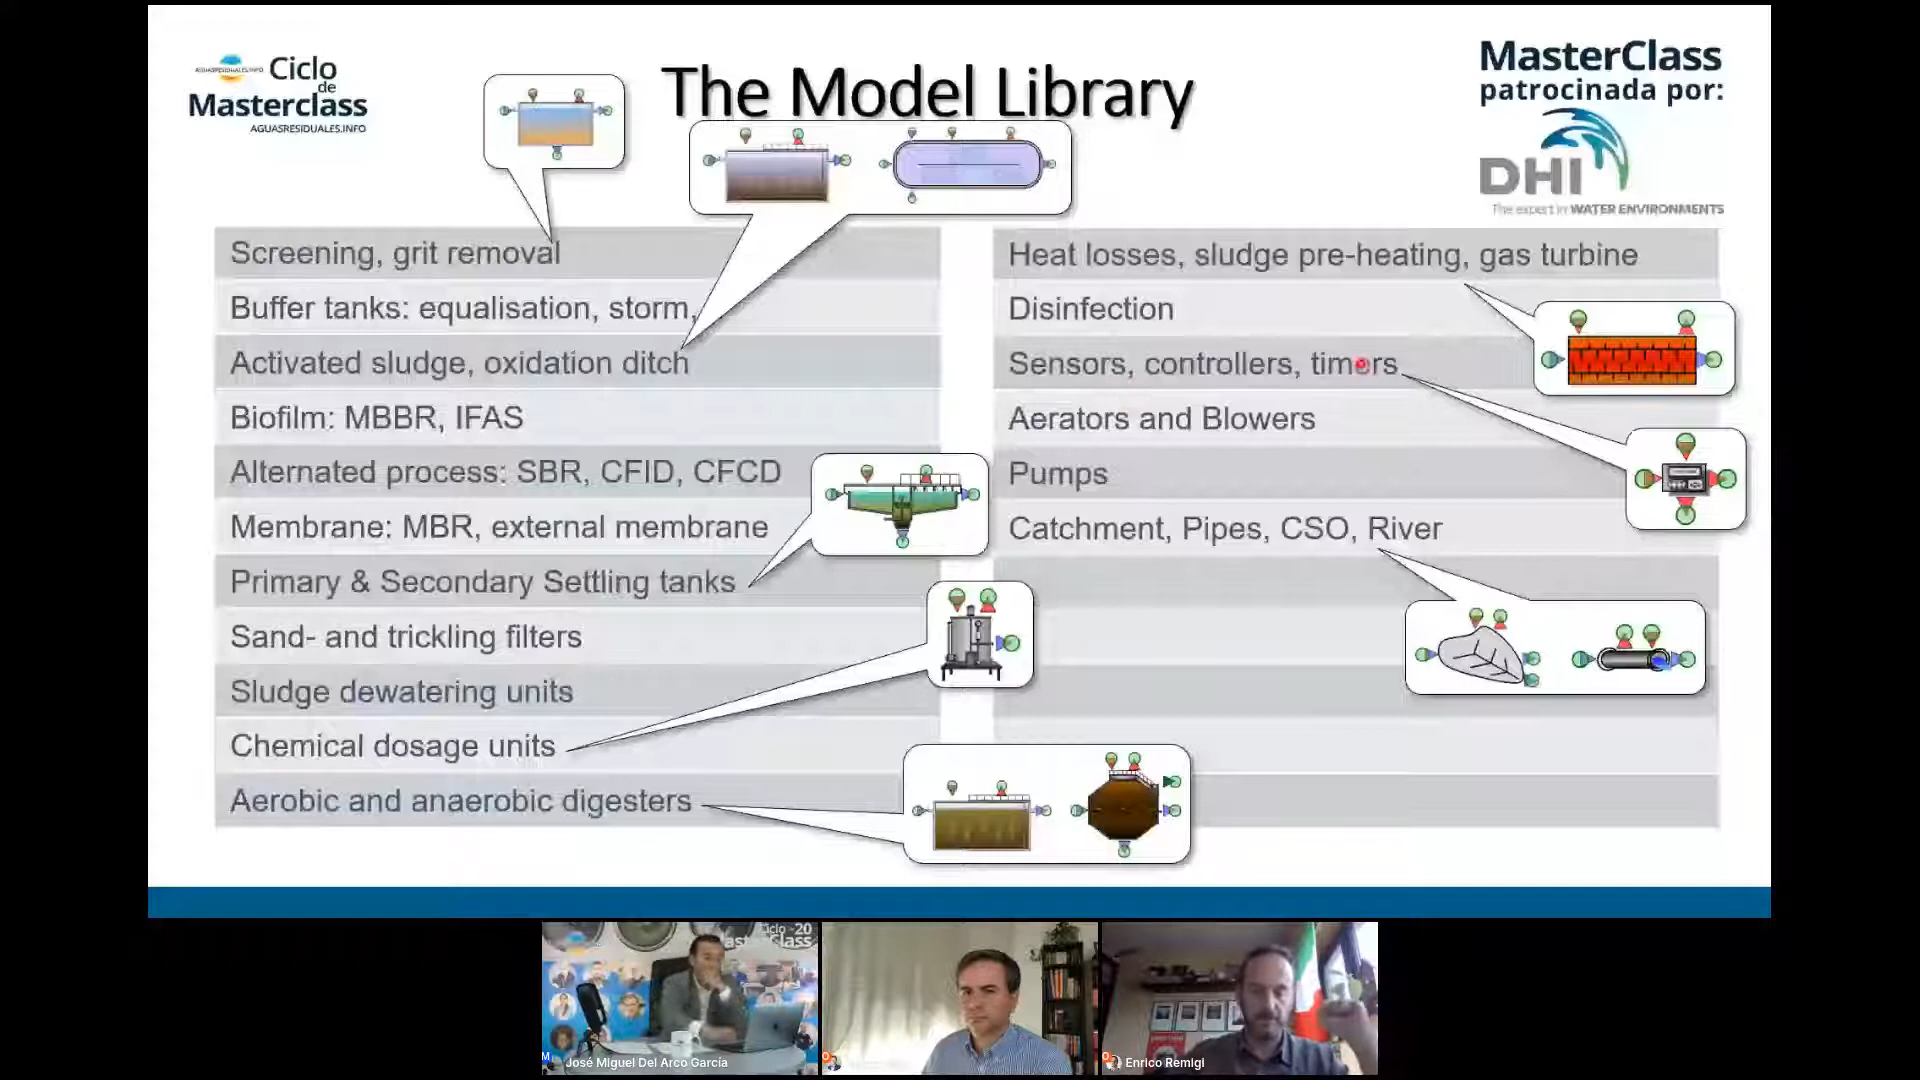 AGUASRESIDUALES.INFO
Ciclo
de
Masterclass
AGUASRESIDUALES.INFO
The Model Library
MasterClass
patrocinada por:
DHI
The expert in WATER ENVIRONMENTS
Screening, grit removal
Buffer tanks: equalisation, storm,
Activated sludge, oxidation ditch
Biofilm: MBBR, IFAS
Alternated process: SBR, CFID, CFCD
Membrane: MBR, external membrane
Primary & Secondary Settling tanks
Sand- and trickling filters
Sludge dewatering units
Chemical dosage units
Aerobic and anaerobic digesters
Heat losses, sludge pre-heating, gas turbine
Disinfection
Sensors, controllers, timers
Aerators and Blowers
Pumps
Catchment, Pipes, CSO, River
José Miguel Del Arco García
Enrico Remigi